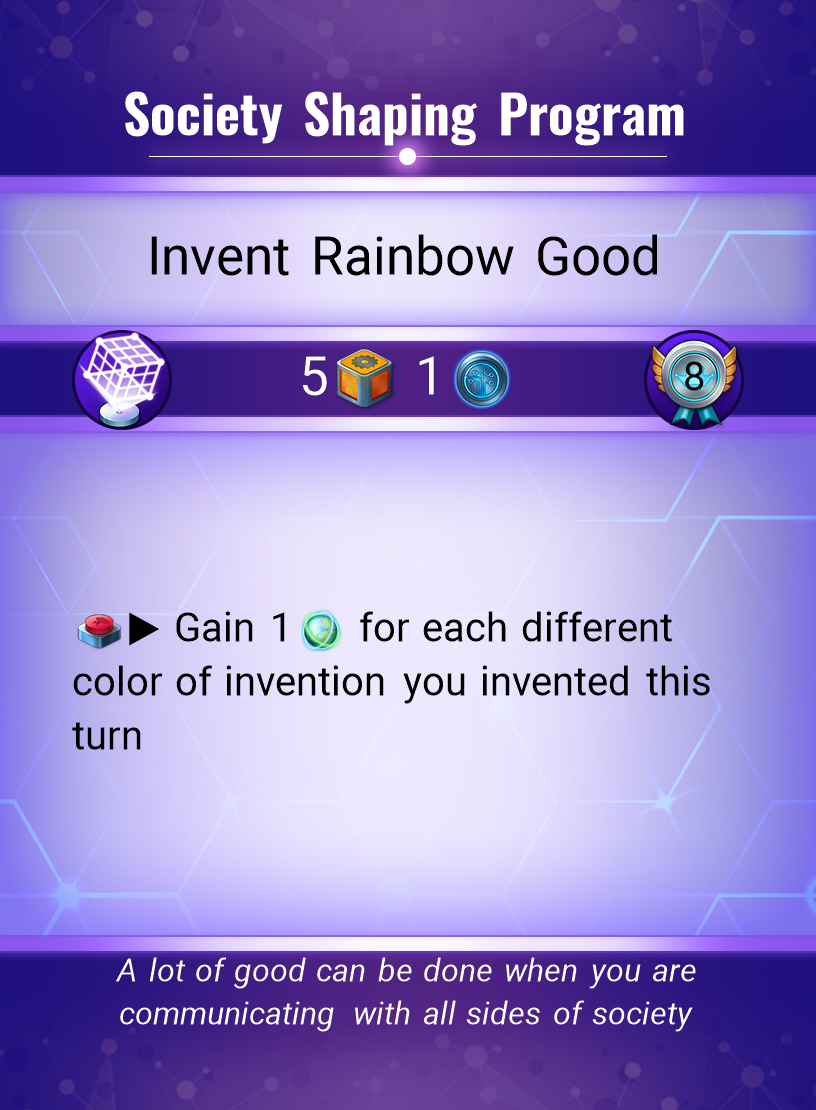 Society Shaping Program
Invent Rainbow Good
5 1 8
▶ Gain 1 for each different
color of invention you invented this
turn
A lot of good can be done when you are
communicating with all sides of society